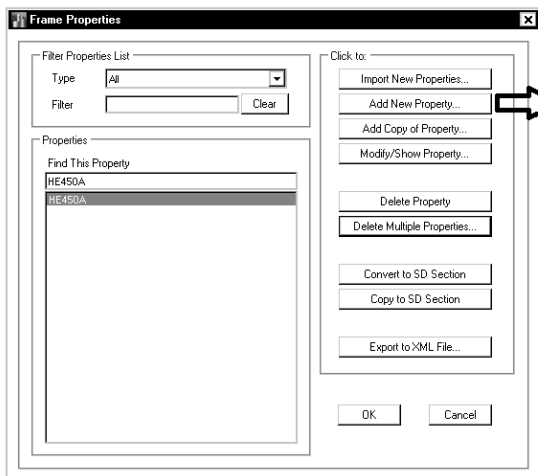 Frame Properties
Filter Properties List
Type
All
Filter
Clear
Properties
Find This Property
HE450A
HE450A
Click to:
Import New Properties...
Add New Property...
Add Copy of Property...
Modify/Show Property...
Delete Property
Delete Multiple Properties...
Convert to SD Section
Copy to SD Section
Export to XML File...
OK
Cancel